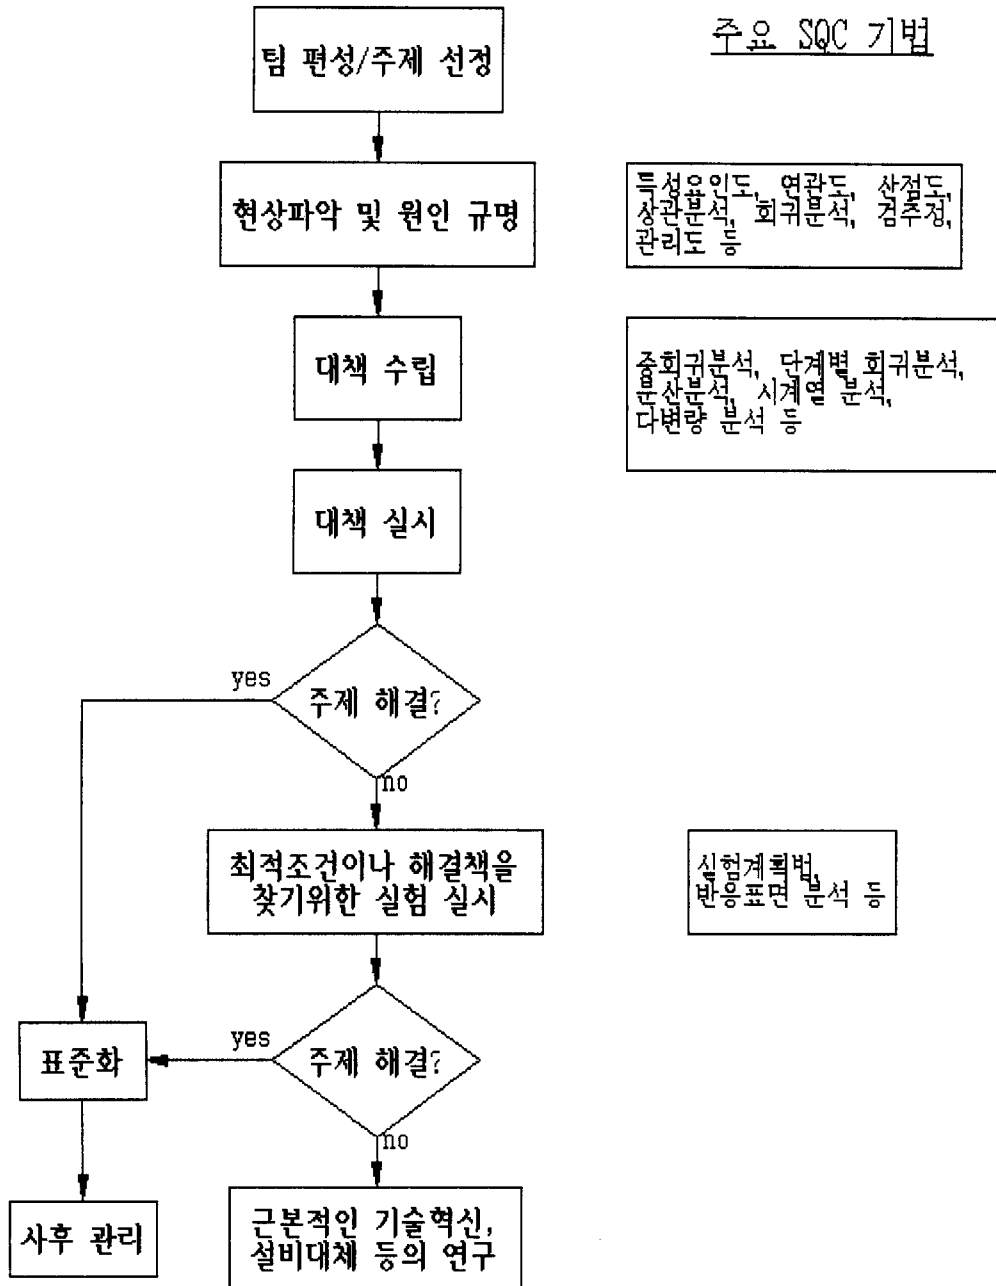 주요 SQC 기법
팀 편성/주제 선정
현상파악 및 원인 규명
특성요인도, 연관도, 산점도,
상관분석, 회귀분석, 검추정,
관리도 등
대책 수립
중회귀분석, 단계별 회귀분석,
분산분석, 시계열 분석,
다변량 분석 등
대책 실시
yes
주제 해결?
no
최적조건이나 해결책을
찾기위한 실험 실시
실험계획법,
반응표면 분석 등
표준화
yes
주제 해결?
no
사후 관리
근본적인 기술혁신,
설비대체 등의 연구